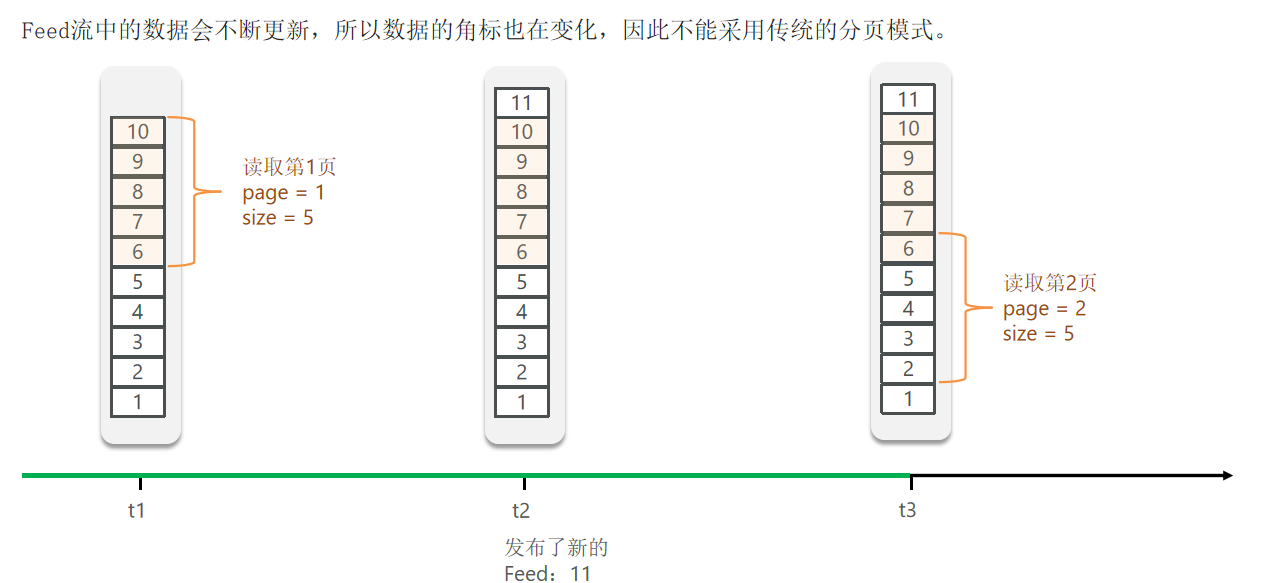 Feed流中的数据会不断更新，所以数据的角标也在变化，因此不能采用传统的分页模式。
10
9
8
7
6
5
4
3
2
1
读取第1页
page = 1
size = 5
11
10
9
8
7
6
5
4
3
2
1
11
10
9
8
7
6
5
4
3
2
1
读取第2页
page = 2
size = 5
t1
t2
t3
发布了新的
Feed：11